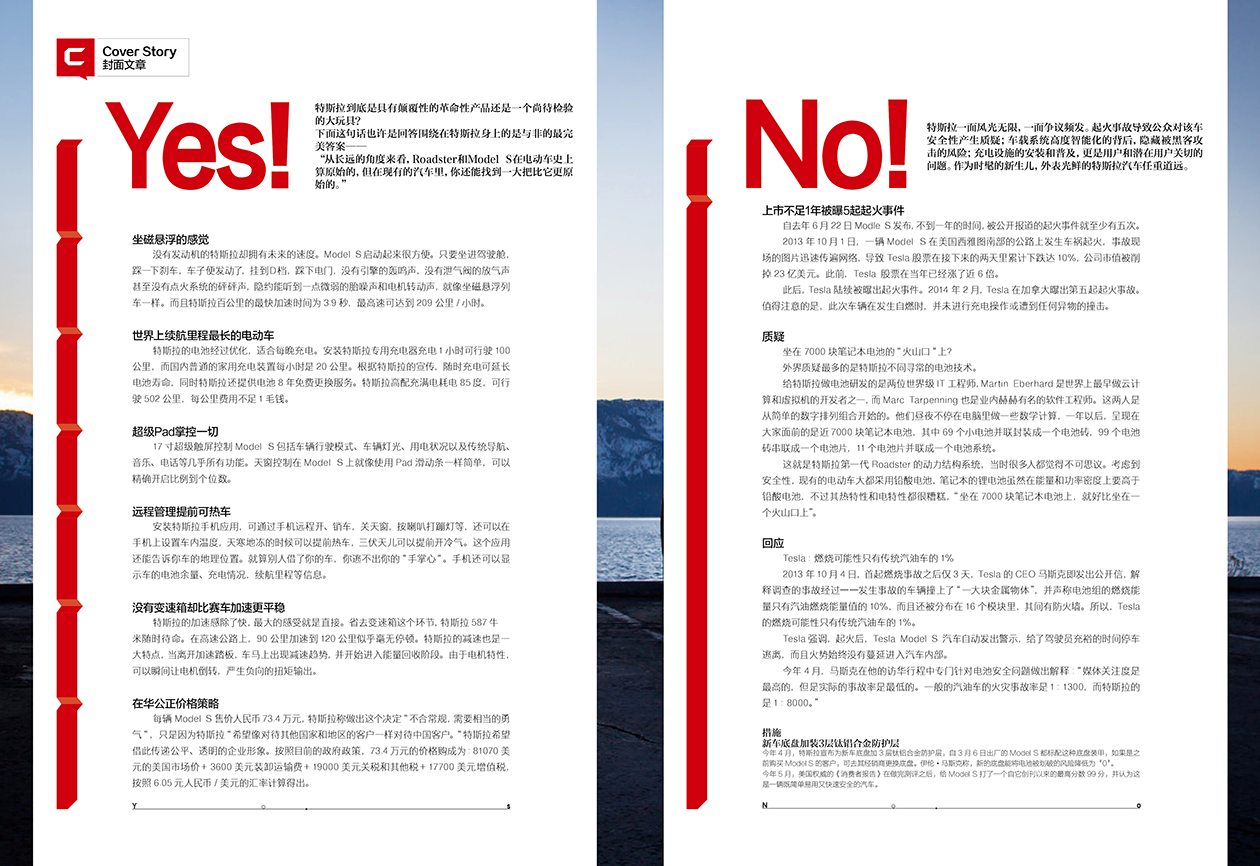 Cover Story
封面文章
Yes!
特斯拉到底是具有颠覆性的革命性产品还是一个尚待检验
的大玩具?
下面这句话也许是回答围绕在特斯拉身上的是与非的最完
美答案——
“从长远的角度来看, Roadster和Model S在电动车史上
算原始的, 但在现有的汽车里, 你还能找到一大把比它更原
始的。”
坐磁悬浮的感觉
没有发动机的特斯拉却拥有未来的速度。Model S 启动起来很方便。只要坐进驾驶舱,
踩一下刹车, 车子便发动了, 挂到D档, 踩下电门, 没有引擎的轰鸣声, 没有泄气阀的放气声
甚至没有点火系统的砰砰声, 隐约能听到一点微弱的胎噪声和电机转动声, 就像坐磁悬浮列
车一样。而且特斯拉百公里的最快加速时间为 3.9 秒, 最高速可达到 209 公里 / 小时。
世界上续航里程最长的电动车
特斯拉的电池经过优化, 适合每晚充电。安装特斯拉专用充电器充电 1 小时可行驶 100
公里, 而国内普通的家用充电装置每小时是 20 公里。根据特斯拉的宣传, 随时充电可延长
电池寿命, 同时特斯拉还提供电池 8 年免费更换服务。特斯拉高配充满电耗电 85 度, 可行
驶 502 公里, 每公里费用不足 1 毛钱。
超级Pad掌控一切
17 寸超级触屏控制 Model S 包括车辆行驶模式、车辆灯光、用电状况以及传统导航、
音乐、电话等几乎所有功能。天窗控制在 Model S 上就像使用 Pad 滑动条一样简单, 可以
精确开启比例到个位数。
远程管理提前可热车
安装特斯拉手机应用, 可通过手机远程开、销车, 关天窗, 按喇叭打蹦灯等, 还可以在
手机上设置车内温度, 天寒地冻的时候可以提前热车, 三伏天儿可以提前开冷气。这个应用
还能告诉你车的地理位置。就算别人借了你的车, 你逃不出你的“手掌心”。手机还可以显
示车的电池余量、充电情况, 续航里程等信息。
没有变速箱却比赛车加速更平稳
特斯拉的加速感除了快, 最大的感受就是直接。省去变速箱这个环节, 特斯拉 587 牛
米随时待命。在高速公路上, 90 公里加速到 120 公里似乎毫无停顿。特斯拉的减速也是一
大特点, 当离开加速踏板, 车马上出现减速趋势, 并开始进入能量回收阶段。由于电机特性,
可以瞬间让电机倒转, 产生负向的扭矩输出。
在华公正价格策略
每辆 Model S 售价人民币 73.4 万元, 特斯拉称做出这个决定“不合常规, 需要相当的勇
气”, 只是因为特斯拉“希望像对待其他国家和地区的客户一样对待中国客户。”特斯拉希望
借此传递公平、透明的企业形象。按照目前的政府政策, 73.4 万元的价格购成为: 81070 美
元的美国市场价+ 3600 美元装卸运输费+ 19000 美元关税和其他税+ 17700 美元增值税,
按照 6.05 元人民币 / 美元的汇率计算得出。
Y
S
No!
特斯拉一面风光无限, 一面争议频发。起火事故导致公众对该车
安全性产生质疑; 车载系统高度智能化的背后, 隐藏被黑客攻
击的风险; 充电设施的安装和普及, 更是用户和潜在用户关切的
问题。作为时髦的新生儿, 外表光鲜的特斯拉汽车任重道远。
上市不足1年被曝5起起火事件
自去年 6 月 22 日 Modle S 发布, 不到一年的时间, 被公开报道的起火事件就至少有五次。
2013 年 10 月 1 日, 一辆 Model S 在美国西雅图南部的公路上发生车祸起火, 事故现
场的图片迅速传遍网络, 导致 Tesla 股票在接下来的两天里累计下跌达 10%, 公司市值被削
掉 23 亿美元。此前, Tesla 股票在当年已经涨了近 6 倍。
此后, Tesla 陆续被曝出起火事件。2014 年 2 月, Tesla 在加拿大曝出第五起起火事故。
值得注意的是, 此次车辆在发生自燃时, 并未进行充电操作或遭到任何异物的撞击。
质疑
坐在 7000 块笔记本电池的“火山口”上?
外界质疑最多的是特斯拉不同寻常的电池技术。
给特斯拉做电池研发的是两位世界级 IT 工程师, Martin Eberhard 是世界上最早做云计
算和虚拟机的开发者之一, 而 Marc Tarpenning 也是业内赫赫有名的软件工程师。这两人是
从简单的数字排列组合开始的。他们昼夜不停在电脑里做一些数学计算, 一年以后, 呈现在
大家面前的是近 7000 块笔记本电池, 其中 69 个小电池并联封装成一个电池砖, 99 个电池
砖串联成一个电池片, 11 个电池片并联成一个电池系统。
这就是特斯拉第一代 Roadster 的动力结构系统, 当时很多人都觉得不可思议。考虑到
安全性, 现有的电动车大都采用铅酸电池, 笔记本的锂电池虽然在能量和功率密度上要高于
铅酸电池, 不过其热特性和电特性都很糟糕, “坐在 7000 块笔记本电池上, 就好比坐在一
个火山口上”。
回应
Tesla: 燃烧可能性只有传统汽油车的 1%
2013 年 10 月 4 日, 首起燃烧事故之后仅 3 天, Tesla 的 CEO 马斯克即发出公开信, 解
释调查的事故经过——发生事故的车辆撞上了“一大块金属物体”, 并声称电池组的燃烧能
量只有汽油燃烧能量值的 10%, 而且还被分布在 16 个模块里, 其间有防火墙。所以, Tesla
的燃烧可能性只有传统汽油车的 1%。
Tesla 强调, 起火后, Tesla Model S 汽车自动发出警示, 给了驾驶员充裕的时间停车
逃离, 而且火势始终没有蔓延进入汽车内部。
今年 4 月, 马斯克在他的访华行程中专门针对电池安全问题做出解释: “媒体关注度是
最高的, 但是实际的事故率是最低的。一般的汽油车的火灾事故率是 1: 1300, 而特斯拉的
是 1: 8000。”
措施
新车底盘加装3层钛铝合金防护层
今年 4 月, 特斯拉宣布为新车底盘加 3 层钛铝合金防护层, 自 3 月 6 日出厂的 Model S 都标配这种底盘装甲, 如果是之
前购买 Model S 的客户, 可去其经销商更换底盘。伊伦·马斯克称, 新的底盘能将电池被划破的风险降低为“0”。
今年 5 月, 美国权威的《消费者报告》在做完测评之后, 给 Model S 打了一个自它创刊以来的最高分数 99 分, 并认为这
是一辆既简单易用又快速安全的汽车。
N
O